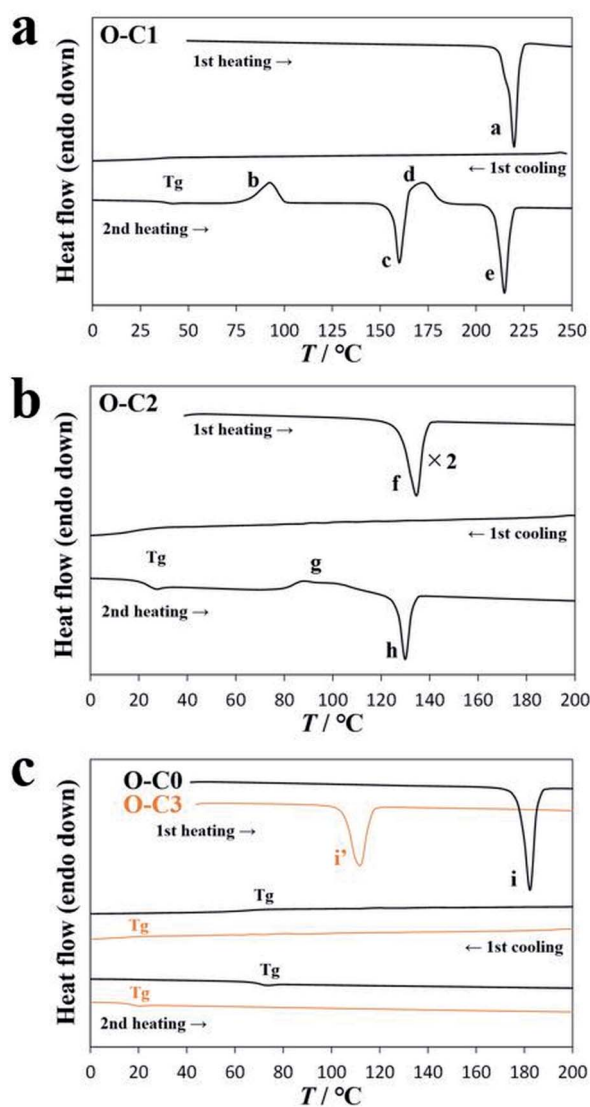 a
O-C1
1st heating →
a
← 1st cooling
Tg
b
d
2nd heating →
c
e
Heat flow (endo down)
0 25 50 75 100 125 150 175 200 225 250
T / °C
b
O-C2
1st heating →
f
×2
← 1st cooling
Tg
g
2nd heating →
h
Heat flow (endo down)
0 20 40 60 80 100 120 140 160 180 200
T / °C
c
O-C0
O-C3
1st heating →
i’
i
Tg
Tg
← 1st cooling
Tg
Tg
2nd heating →
Heat flow (endo down)
0 20 40 60 80 100 120 140 160 180 200
T / °C